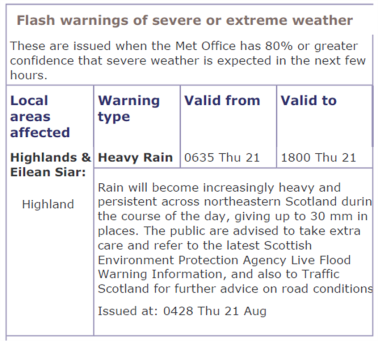 Flash warnings of severe or extreme weather
These are issued when the Met Office has 80% or greater
confidence that severe weather is expected in the next few
hours.
Local areas affected
Warning type
Valid from
Valid to
Highlands & Eilean Siar:
Heavy Rain
0635 Thu 21
1800 Thu 21
Highland
Rain will become increasingly heavy and
persistent across northeastern Scotland durin
the course of the day, giving up to 30 mm in
places. The public are advised to take extra
care and refer to the latest Scottish
Environment Protection Agency Live Flood
Warning Information, and also to Traffic
Scotland for further advice on road conditions
Issued at: 0428 Thu 21 Aug